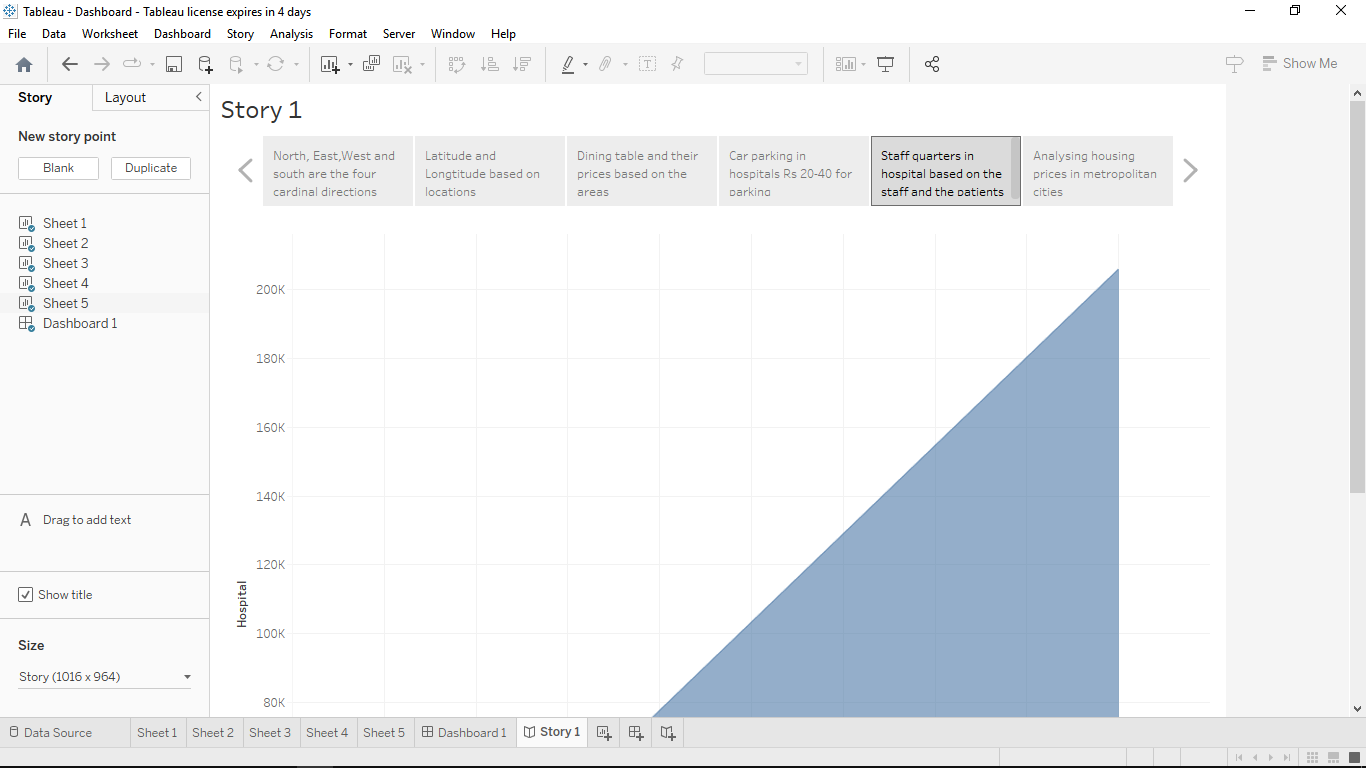 Tableau - Dashboard - Tableau license expires in 4 days
File Data Worksheet Dashboard Story Analysis Format Server Window Help
Show Me
Story Layout
New story point
Blank Duplicate
Sheet 1
Sheet 2
Sheet 3
Sheet 4
Sheet 5
Dashboard 1
A Drag to add text
Show title
Size
Story (1016 x 964)
Story 1
North, East,West and
south are the four
cardinal directions
Latitude and
Longtitude based on
locations
Dining table and their
prices based on the
areas
Car parking in
hospitals Rs 20-40 for
parking
Staff quarters in
hospital based on the
staff and the patients
Analysing housing
prices in metropolitan
cities
200K
180K
160K
140K
120K
100K
80K
Hospital
Data Source Sheet 1 Sheet 2 Sheet 3 Sheet 4 Sheet 5 Dashboard 1 Story 1